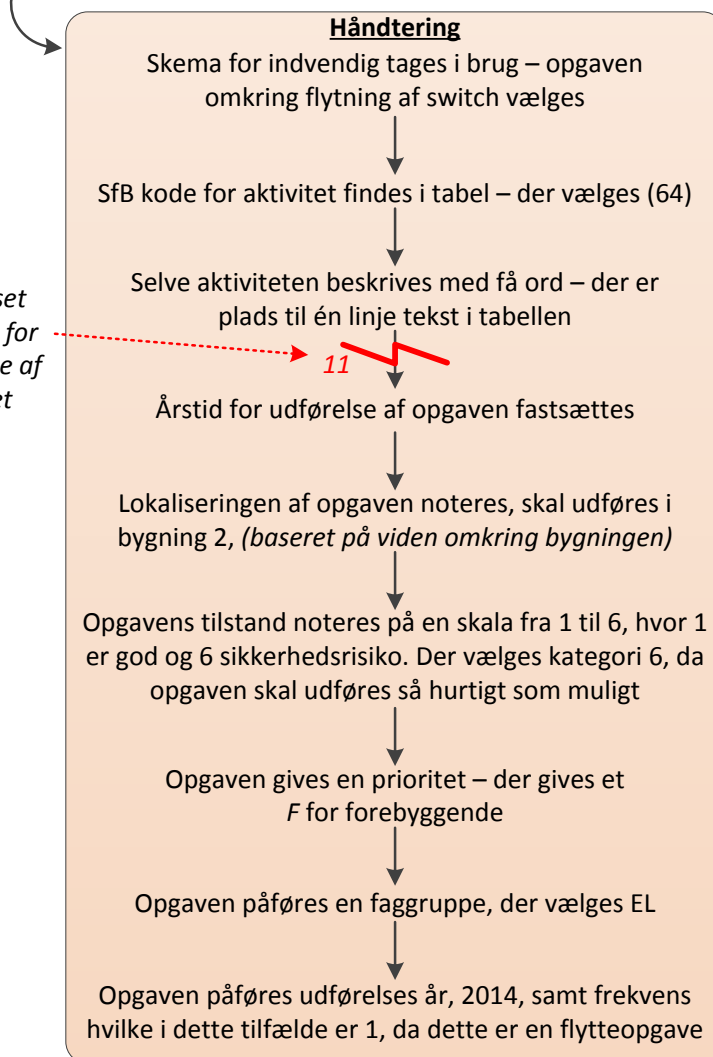 Håndtering
Skema for indvendig tages i brug – opgaven
omkring flytning af switch vælges
SfB kode for aktivitet findes i tabel – der vælges (64)
Selve aktiviteten beskrives med få ord – der er
plads til én linje tekst i tabellen
set
for
e af
et
11
Årstid for udførelse af opgaven fastsættes
Lokaliseringen af opgaven noteres, skal udføres i
bygning 2, (baseret på viden omkring bygningen)
Opgavens tilstand noteres på en skala fra 1 til 6, hvor 1
er god og 6 sikkerhedsrisiko. Der vælges kategori 6, da
opgaven skal udføres så hurtigt som muligt
Opgaven gives en prioritet – der gives et
F for forebyggende
Opgaven påføres en faggruppe, der vælges EL
Opgaven påføres udførelses år, 2014, samt frekvens
hvilke i dette tilfælde er 1, da dette er en flytteopgave